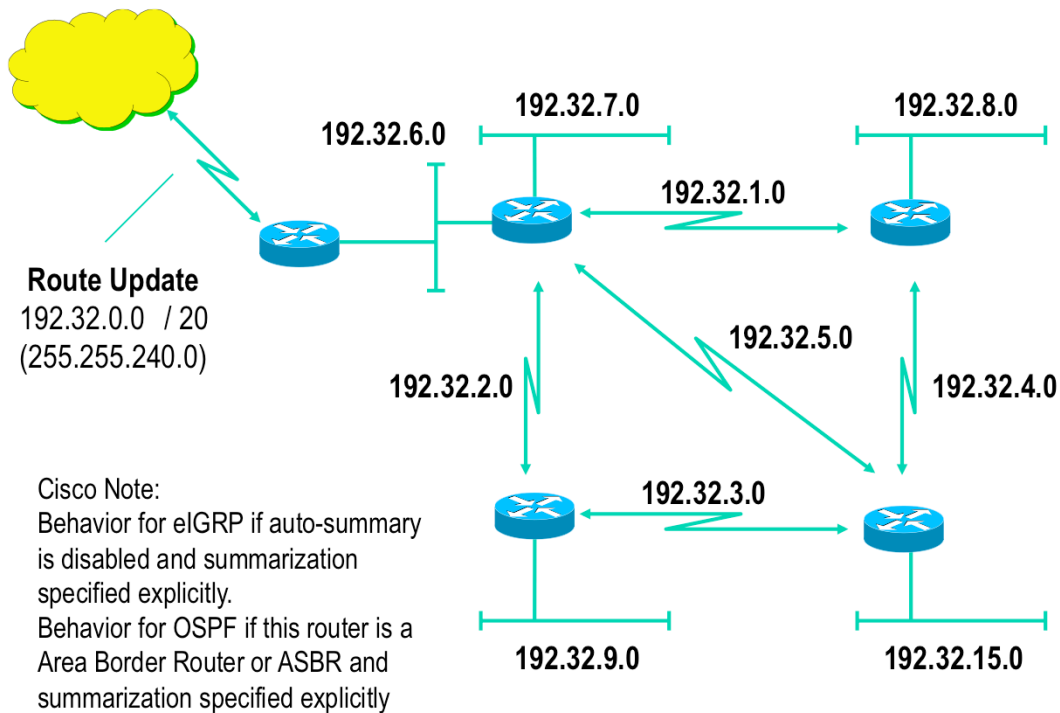 192.32.7.0
192.32.8.0
192.32.6.0
192.32.1.0
Route Update
192.32.0.0 / 20
(255.255.240.0)
192.32.5.0
192.32.2.0
192.32.4.0
Cisco Note:
Behavior for eIGRP if auto-summary
is disabled and summarization
specified explicitly.
Behavior for OSPF if this router is a
Area Border Router or ASBR and
summarization specified explicitly
192.32.3.0
192.32.9.0
192.32.15.0